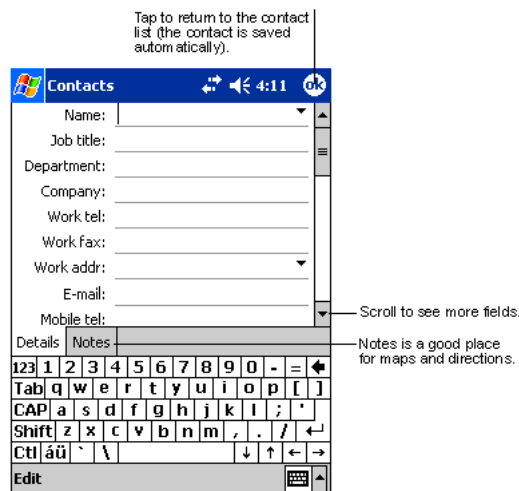 Tap to return to the contact
list (the contact is saved
automatically).
Contacts 4:11 ok
Name:
Job title:
Department:
Company:
Work tel:
Work fax:
Work addr:
E-mail:
Mobile tel:
Scroll to see more fields.
Details Notes
Notes is a good place
for maps and directions.
123 1 2 3 4 5 6 7 8 9 0 - =
Tab q w e r t y u i o p [ ]
CAP a s d f g h j k l ; '
Shift z x c v b n m , . /
Ctl áü ` \
Edit